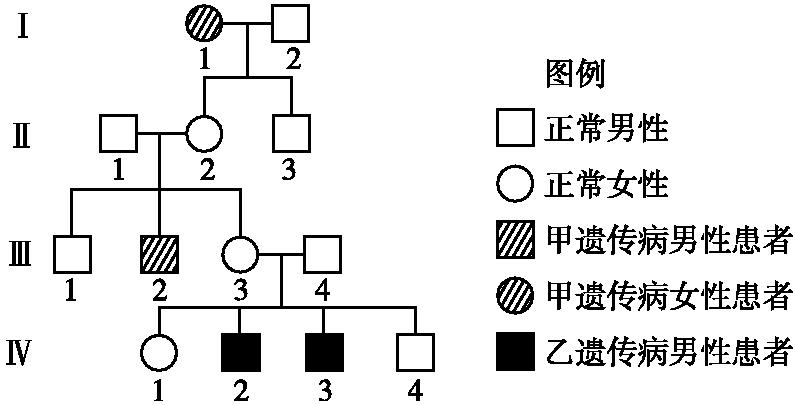 I
1 2
II
1 2 3
III
1 2 3 4
IV
1 2 3 4
图例
正常男性
正常女性
甲遗传病男性患者
甲遗传病女性患者
乙遗传病男性患者